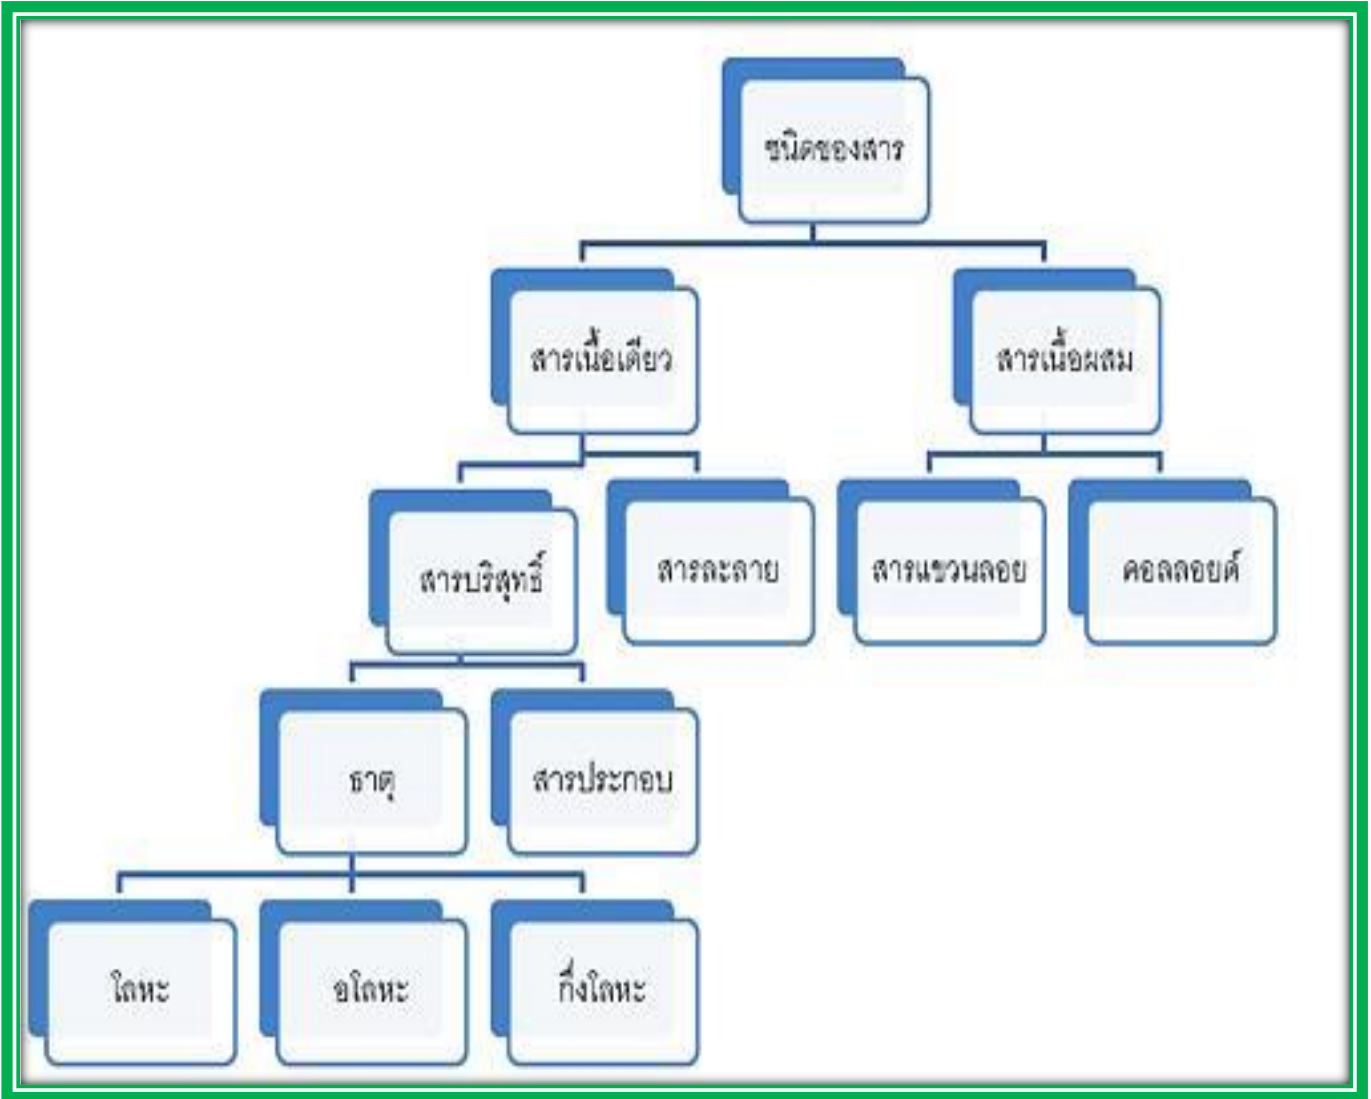 ชนิดของสาร
สารเนื้อเดียว
สารเนื้อผสม
สารบริสุทธิ์
สารละลาย
สารแขวนลอย
คอลลอยด์
ธาตุ
สารประกอบ
โลหะ
อโลหะ
กึ่งโลหะ